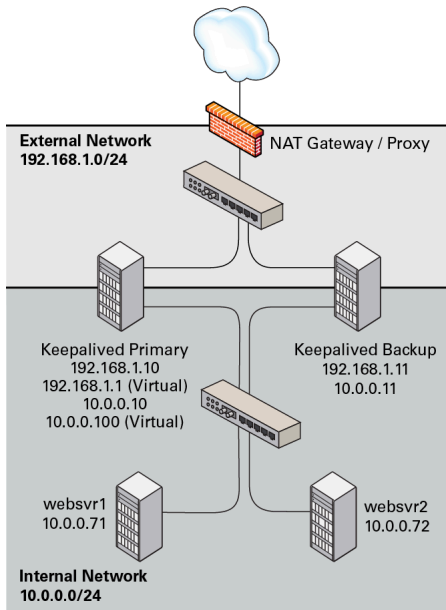 External Network
192.168.1.0/24
NAT Gateway / Proxy
Keepalived Primary
192.168.1.10
192.168.1.1 (Virtual)
10.0.0.10
10.0.0.100 (Virtual)
Keepalived Backup
192.168.1.11
10.0.0.11
websvr1
10.0.0.71
websvr2
10.0.0.72
Internal Network
10.0.0.0/24